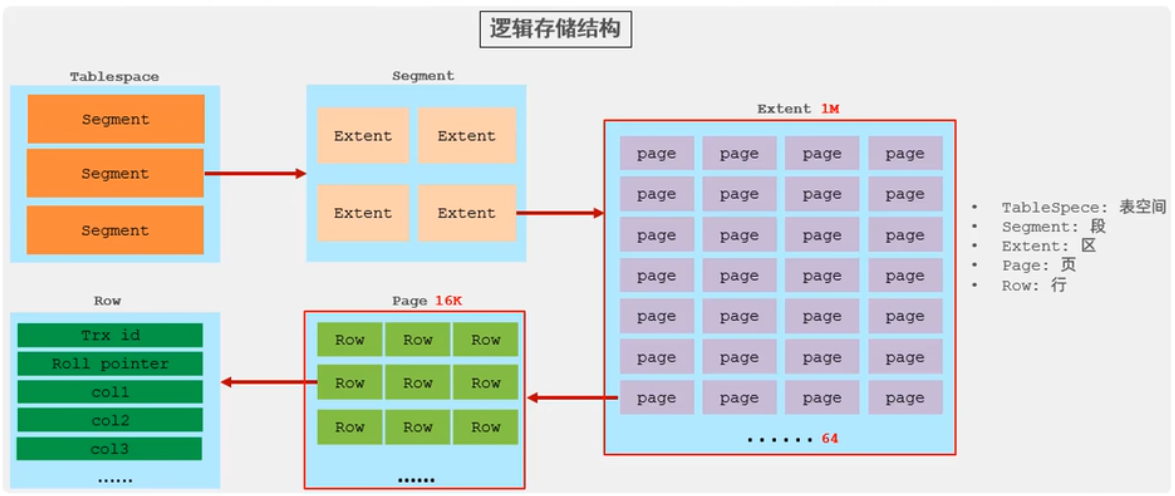 逻辑存储结构
Tablespace
Segment
Segment
Segment
Segment
Extent Extent
Extent Extent
Extent 1M
page page page page
page page page page
page page page page
page page page page
page page page page
page page page page
page page page page
······ 64
• TableSpece: 表空间
• Segment: 段
• Extent: 区
• Page: 页
• Row: 行
Row
Trx id
Roll pointer
col1
col2
col3
······
Page 16K
Row Row Row
Row Row Row
Row Row Row
······